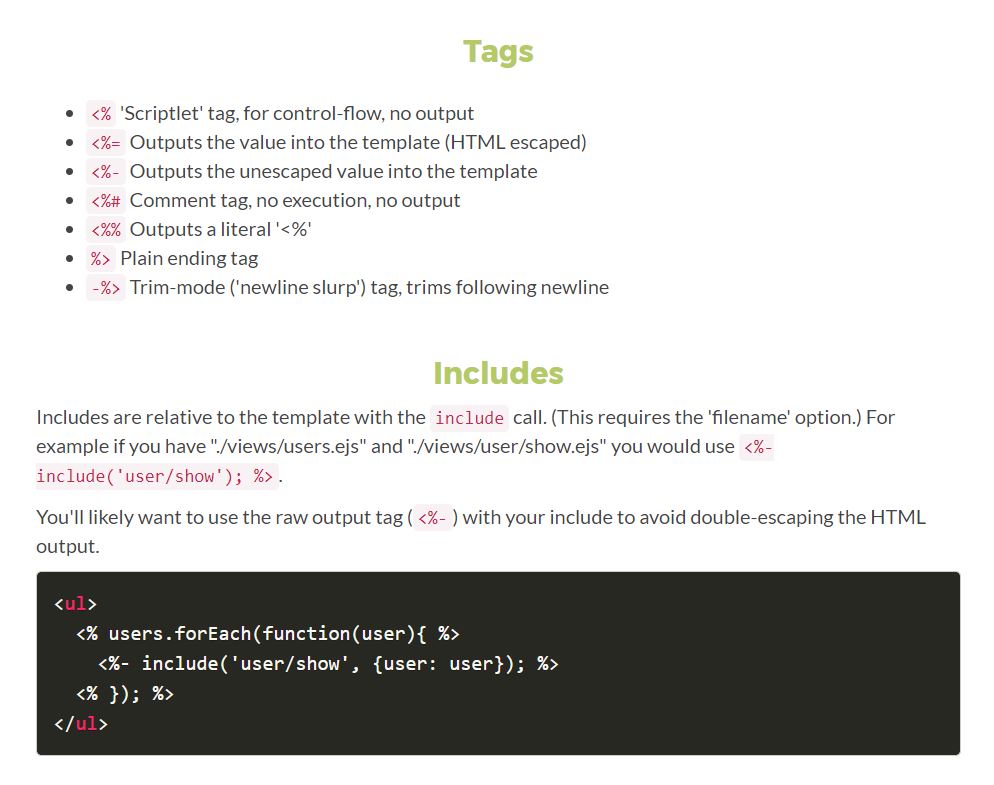 Tags
<% 'Scriptlet' tag, for control-flow, no output
<%= Outputs the value into the template (HTML escaped)
<%- Outputs the unescaped value into the template
<%# Comment tag, no execution, no output
<%% Outputs a literal '<%'
%> Plain ending tag
-%> Trim-mode ('newline slurp') tag, trims following newline
Includes
Includes are relative to the template with the include call. (This requires the 'filename' option.) For
example if you have "./views/users.ejs" and "./views/user/show.ejs" you would use <%-
include('user/show'); %>.
You'll likely want to use the raw output tag (<%-) with your include to avoid double-escaping the HTML
output.
<ul>
  <% users.forEach(function(user){ %>
    <%- include('user/show', {user: user}); %>
  <% }); %>
</ul>